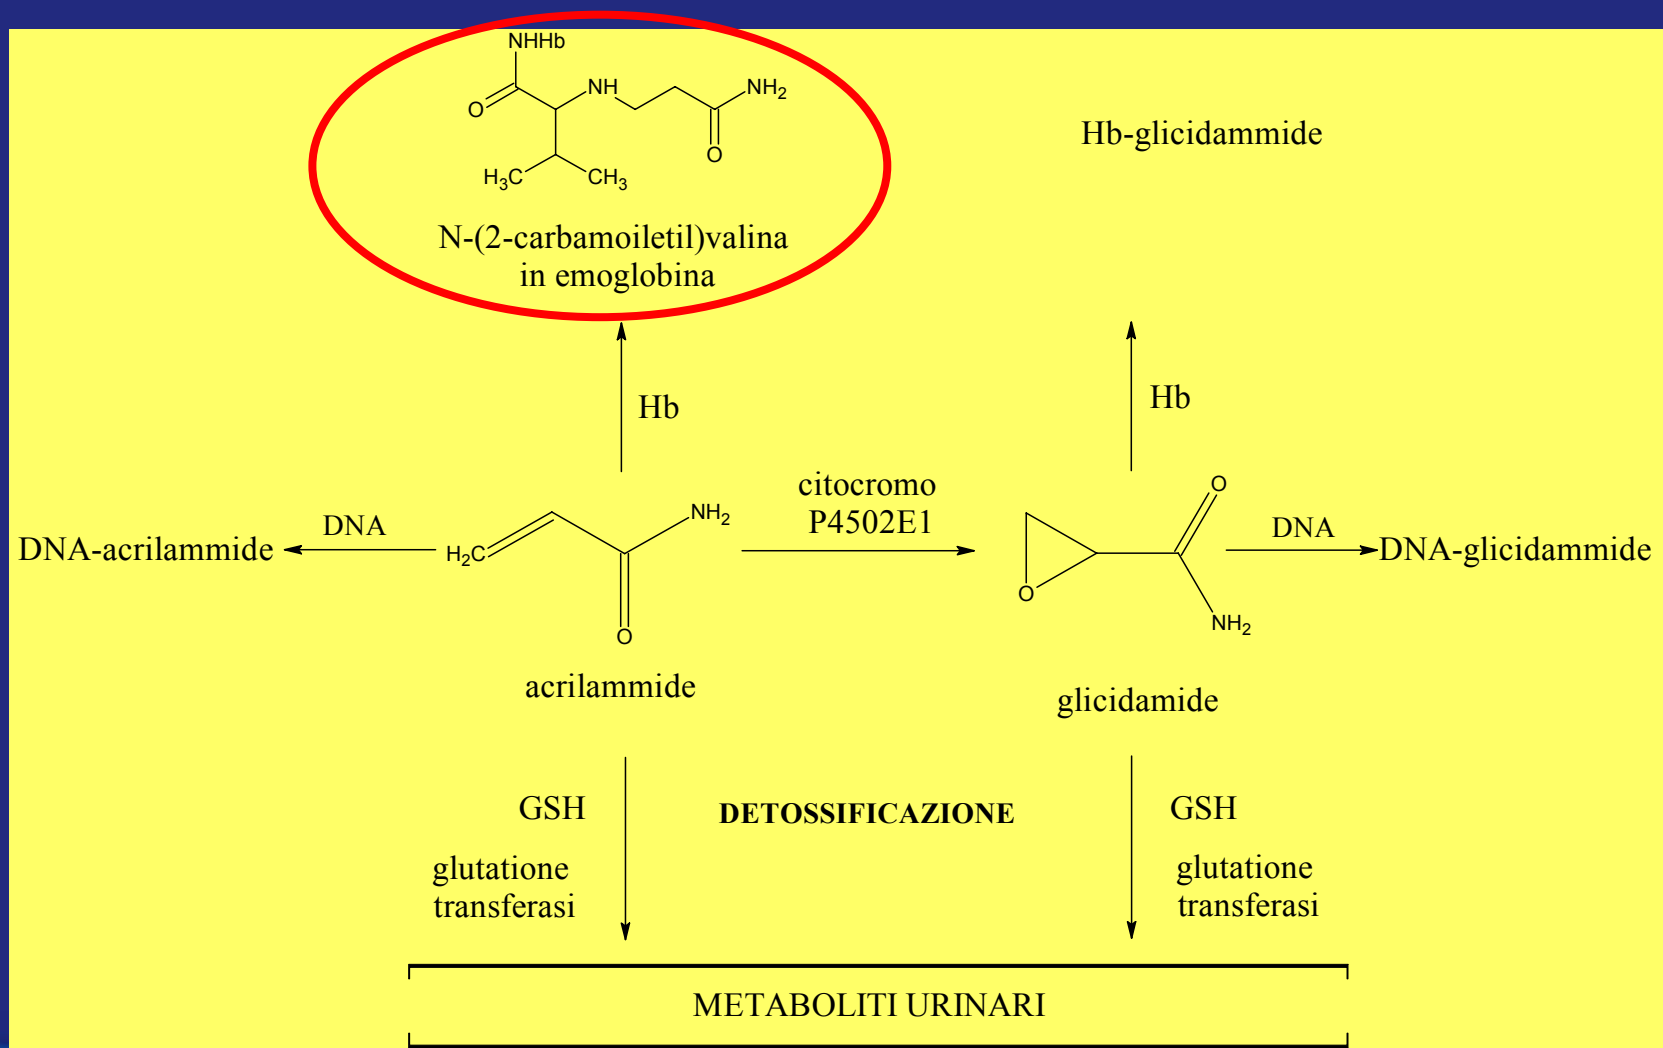 NHHb
NH
NH2
O
O
H3C
CH3
Hb-glicidammide
N-(2-carbamoiletil)valina
in emoglobina
Hb
Hb
citocromo
P4502E1
DNA-acrilammide
DNA
H2C
NH2
O
O
O
NH2
DNA
DNA-glicidammide
acrilammide
glicidamide
GSH
DETOSSIFICAZIONE
GSH
glutatione
transferasi
glutatione
transferasi
METABOLITI URINARI